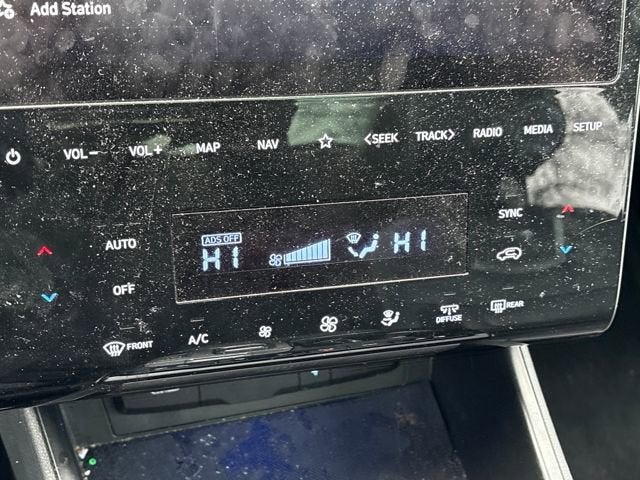 Add Station
VOL− VOL+ MAP NAV <SEEK TRACK> RADIO MEDIA SETUP
AUTO ADS OFF SYNC
HI HI
OFF
FRONT A/C DIFFUSE REAR